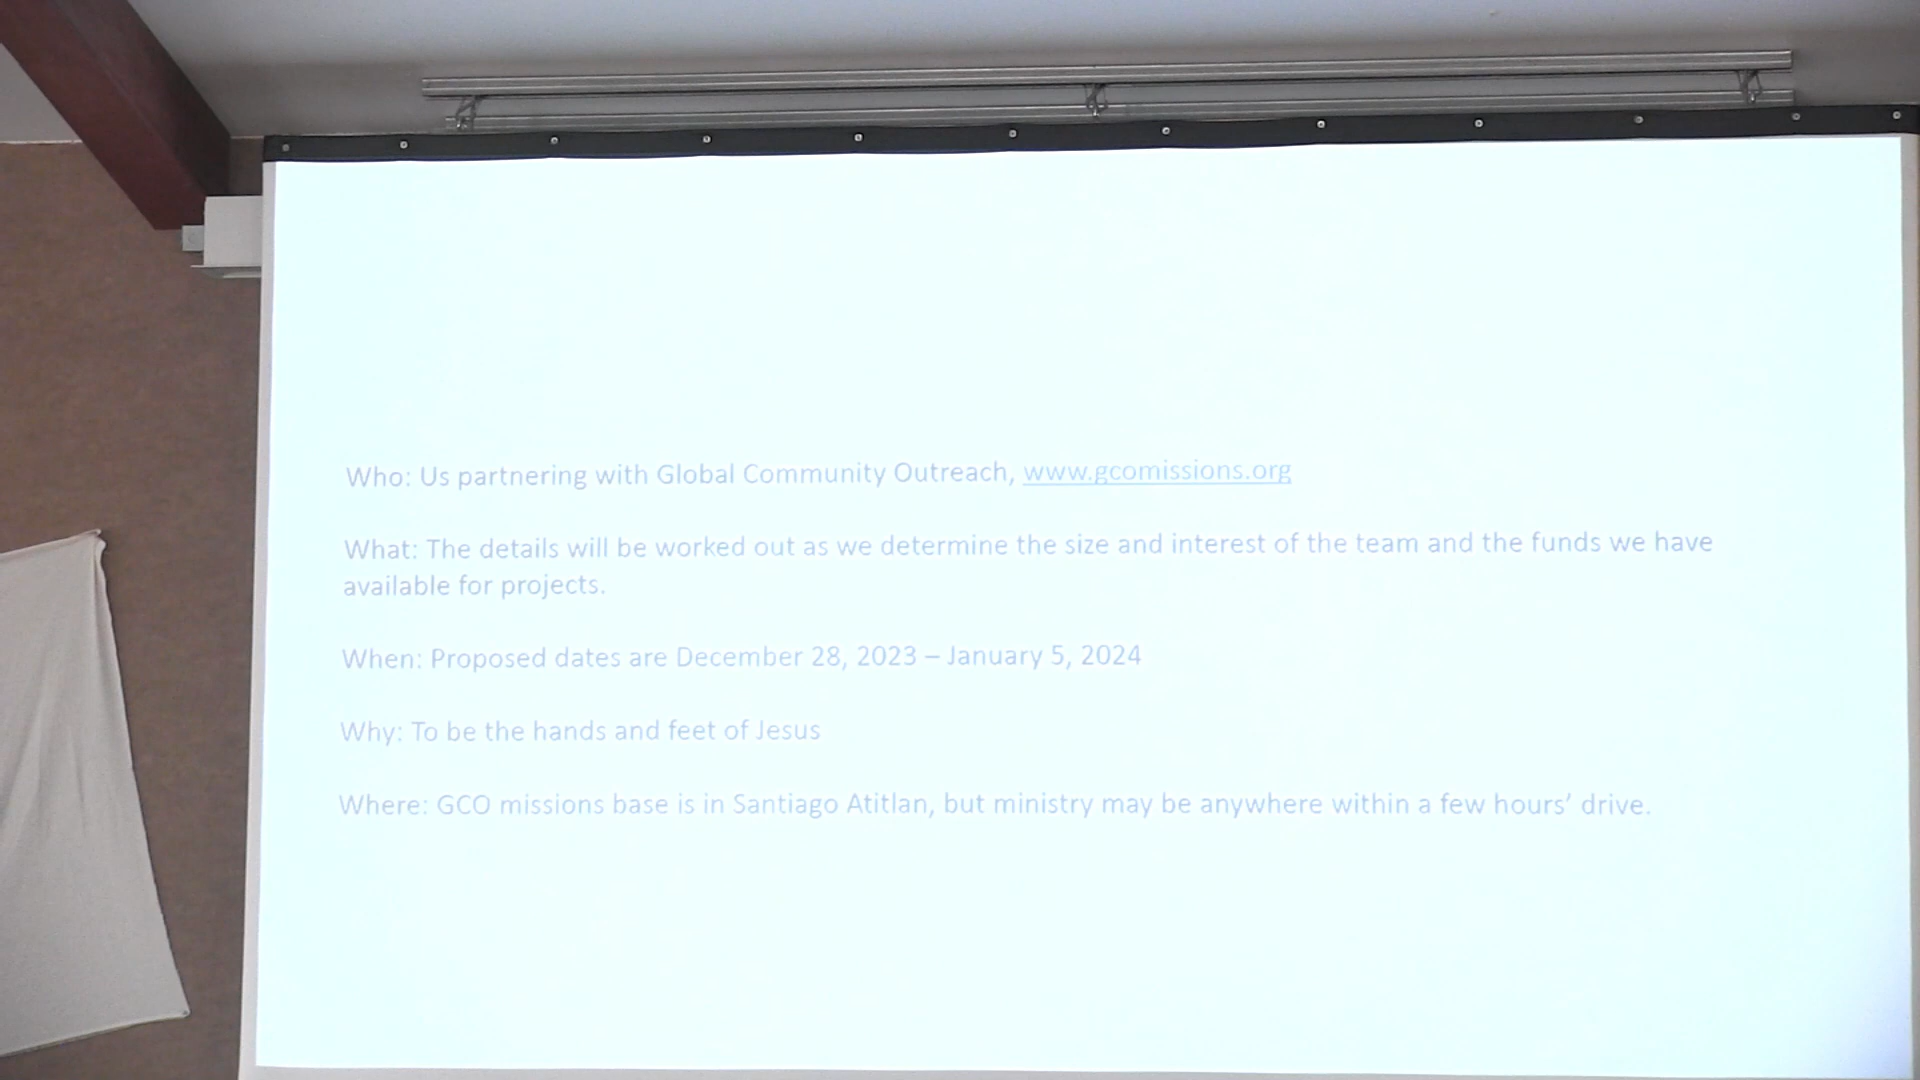 Who: Us partnering with Global Community Outreach, www.gcomissions.org
What: The details will be worked out as we determine the size and interest of the team and the funds we have
available for projects.
When: Proposed dates are December 28, 2023 – January 5, 2024
Why: To be the hands and feet of Jesus
Where: GCO missions base is in Santiago Atitlan, but ministry may be anywhere within a few hours’ drive.